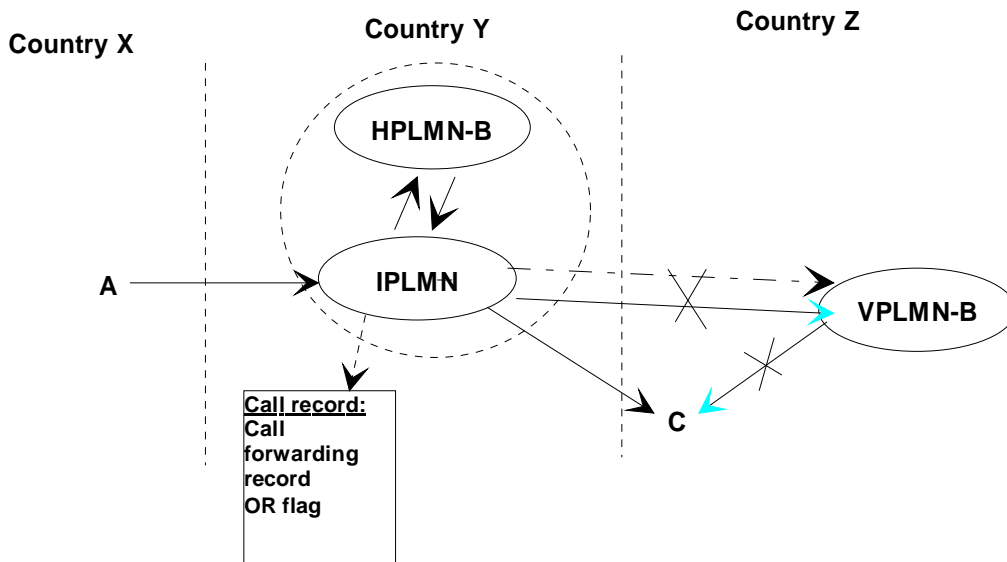 Country X
Country Y
Country Z
HPLMN-B
A
IPLMN
VPLMN-B
C
Call record:
Call
forwarding
record
OR flag